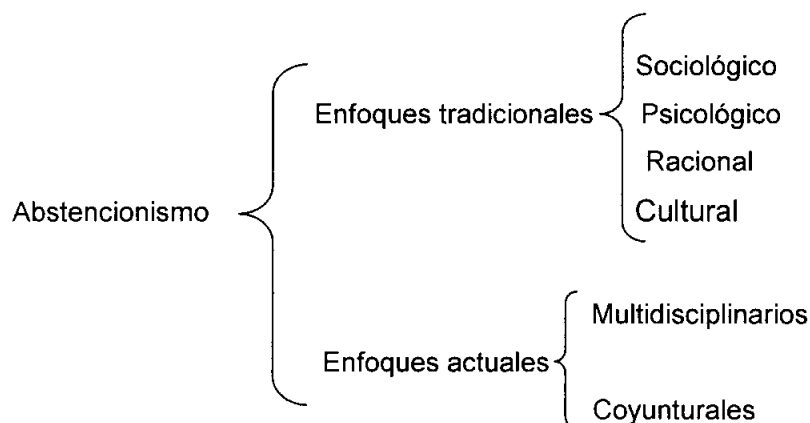 Abstencionismo
Enfoques tradicionales
Sociológico
Psicológico
Racional
Cultural
Enfoques actuales
Multidisciplinarios
Coyunturales